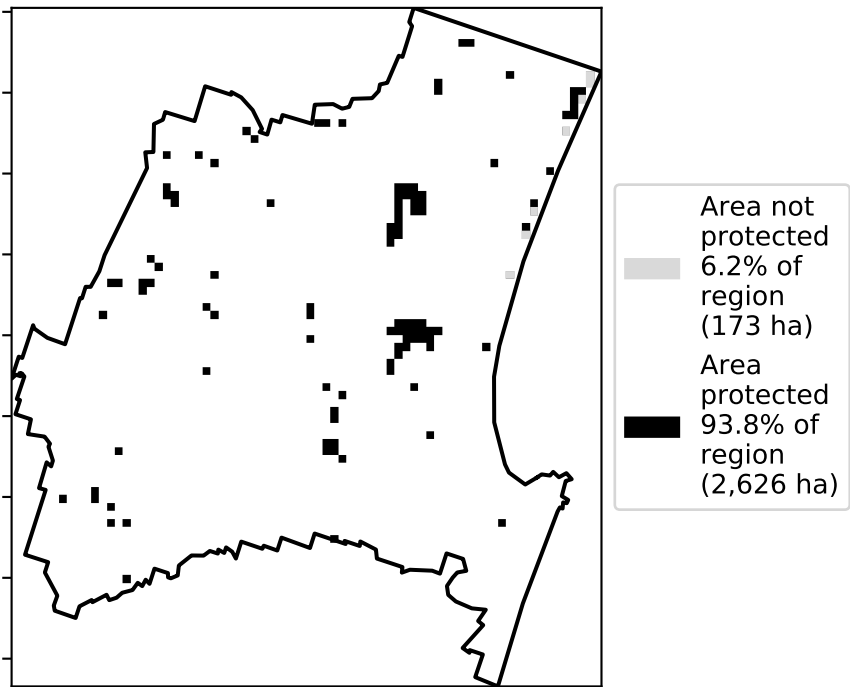 Area not
protected
6.2% of
region
(173 ha)
Area
protected
93.8% of
region
(2,626 ha)